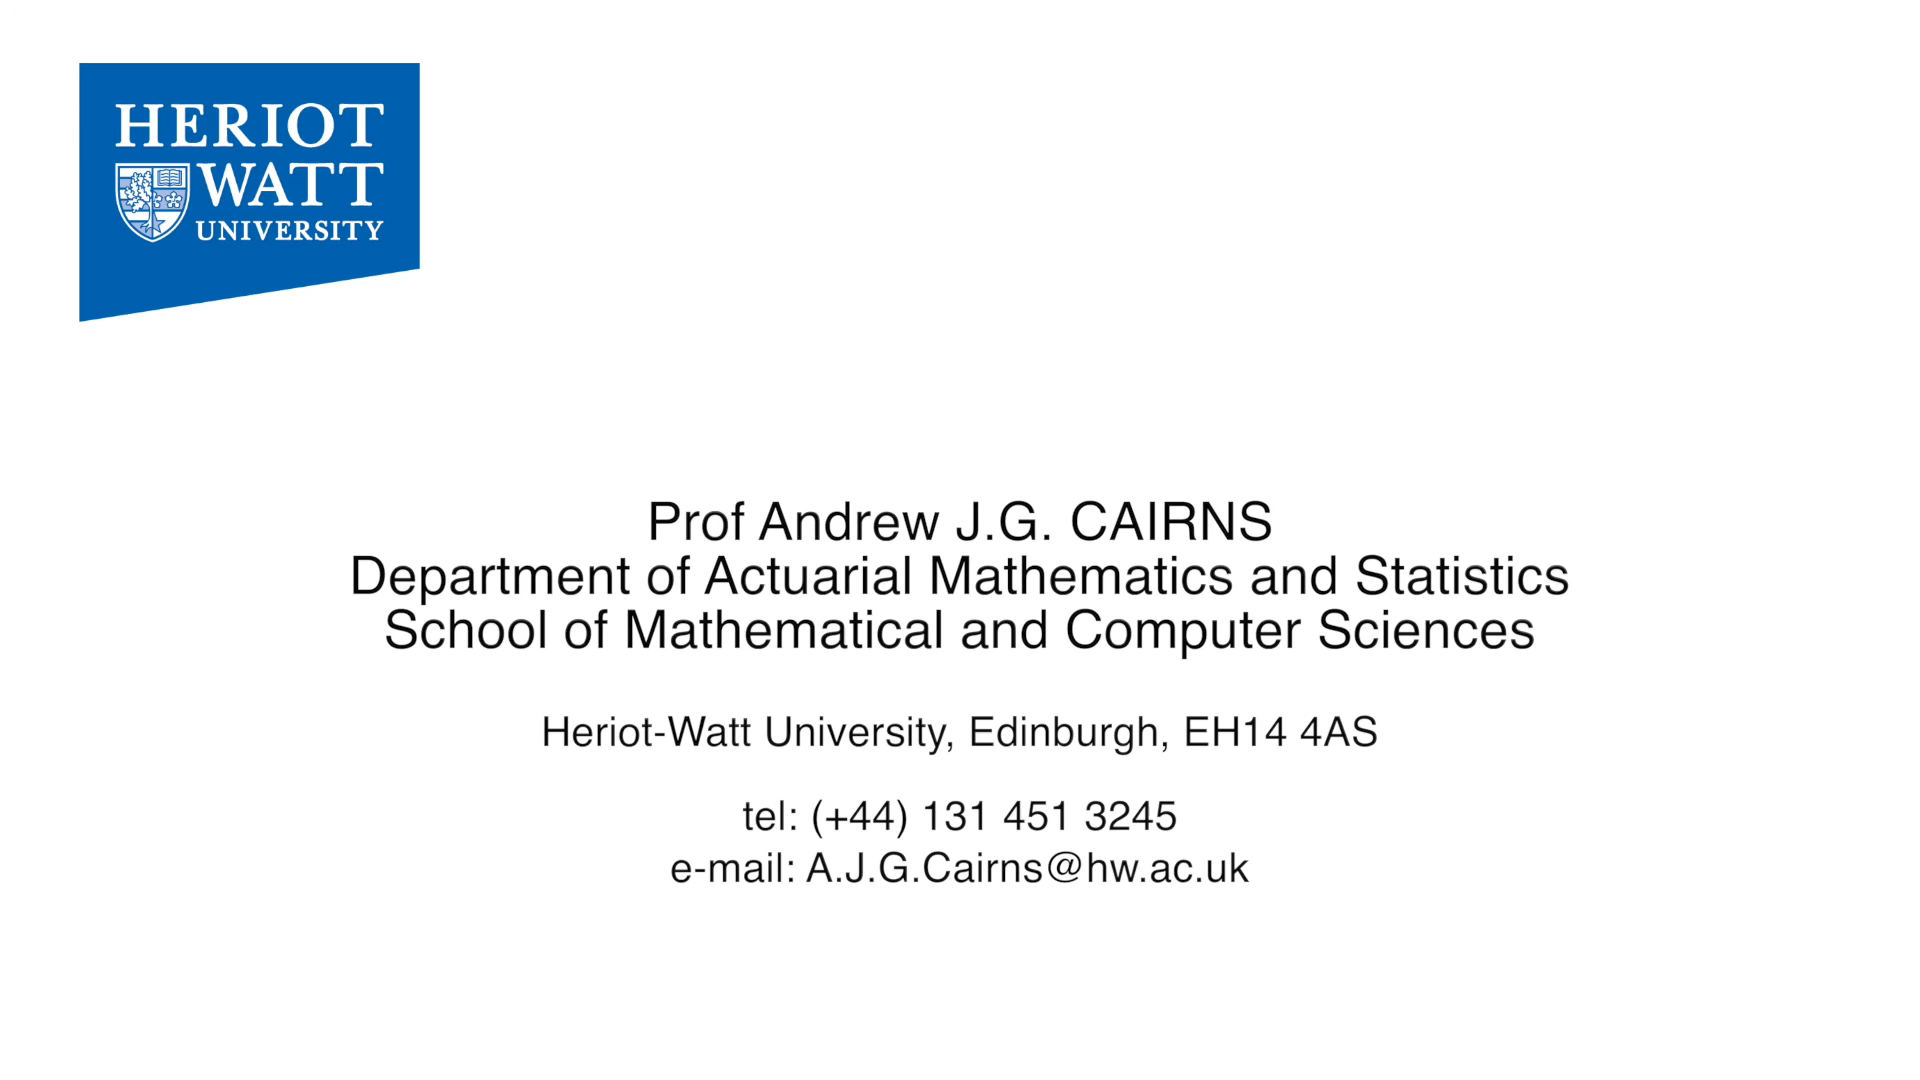 HERIOT
WATT
UNIVERSITY
Prof Andrew J.G. CAIRNS
Department of Actuarial Mathematics and Statistics
School of Mathematical and Computer Sciences
Heriot-Watt University, Edinburgh, EH14 4AS
tel: (+44) 131 451 3245
e-mail: A.J.G.Cairns@hw.ac.uk